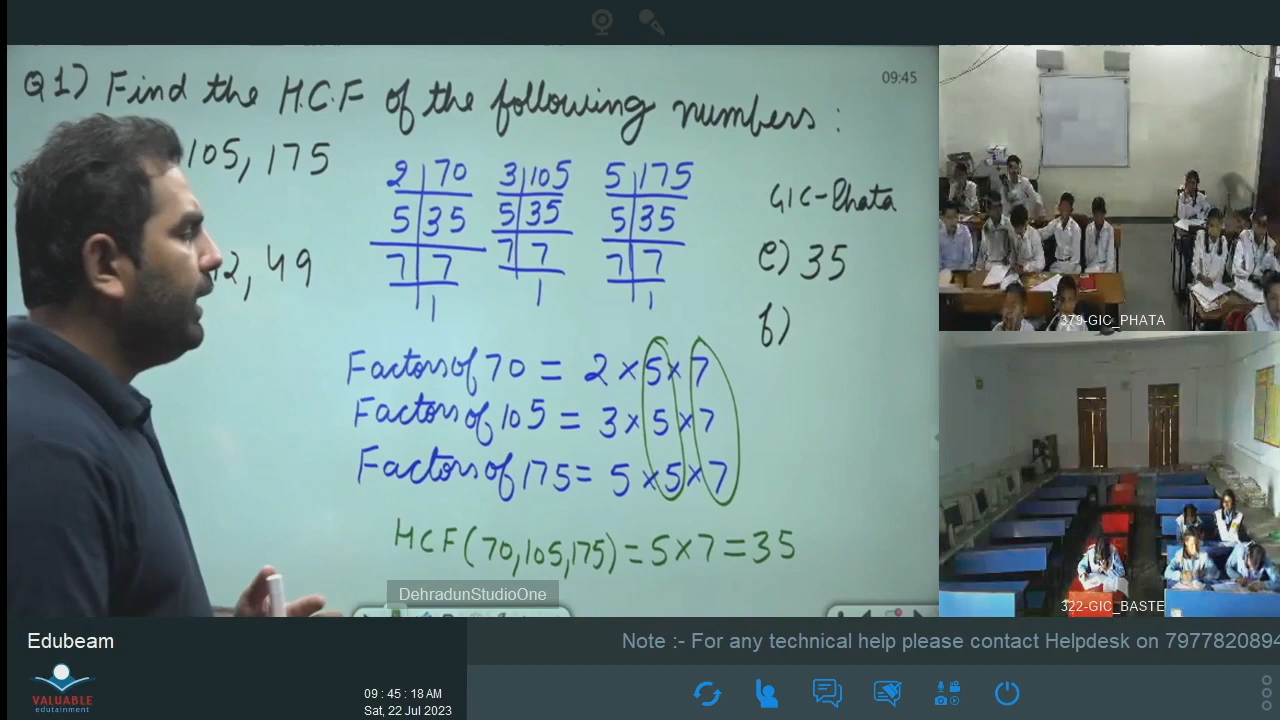 Q1) Find the H.C.F of the following numbers:
09:45
105, 175
2 70
5 35
7 7
1
3 105
5 35
7 7
1
5 175
5 35
7 7
1
GIC-Phata
e) 35
f)
42, 49
Factors of 70 = 2 × 5 × 7
Factors of 105 = 3 × 5 × 7
Factors of 175 = 5 × 5 × 7
HCF (70,105,175) = 5 × 7 = 35
DehradunStudioOne
379-GIC_PHATA
322-GIC_BASTE
Edubeam
Note :- For any technical help please contact Helpdesk on 7977820894
VALUABLE
edutainment
09 : 45 : 18 AM
Sat, 22 Jul 2023